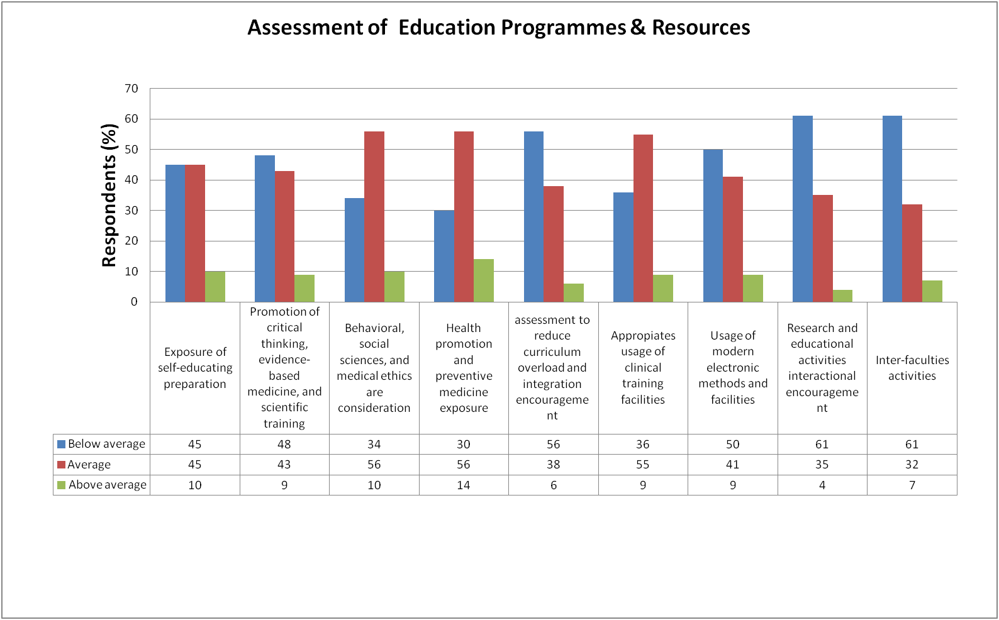 Assessment of Education Programmes & Resources
Respondents (%)
70
60
50
40
30
20
10
0
Exposure of
self-educating
preparation
Promotion of
critical
thinking,
evidence-
based
medicine, and
scientific
training
Behavioral,
social
sciences, and
medical ethics
are
consideration
Health
promotion
and
preventive
medicine
exposure
assessment to
reduce
curriculum
overload and
integration
encourageme
nt
Appropiates
usage of
clinical
training
facilities
Usage of
modern
electronic
methods and
facilities
Research and
educational
activities
interactional
encourageme
nt
Inter-faculties
activities
Below average 45 48 34 30 56 36 50 61 61
Average 45 43 56 56 38 55 41 35 32
Above average 10 9 10 14 6 9 9 4 7